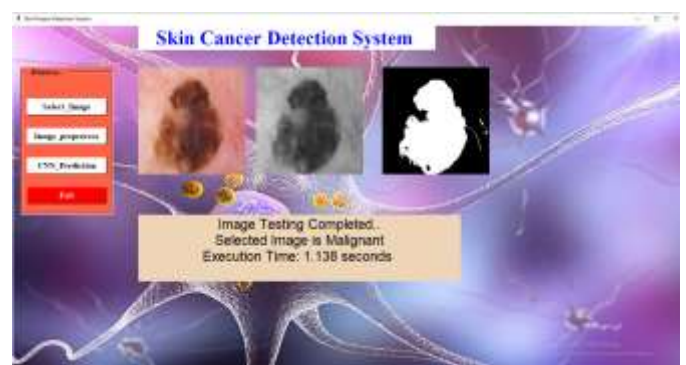 Skin Cancer Detection System
Select_Image
Image_preprocess
CNN_Prediction
Exit
Image Testing Completed..
Selected Image is Malignant
Execution Time: 1.138 seconds